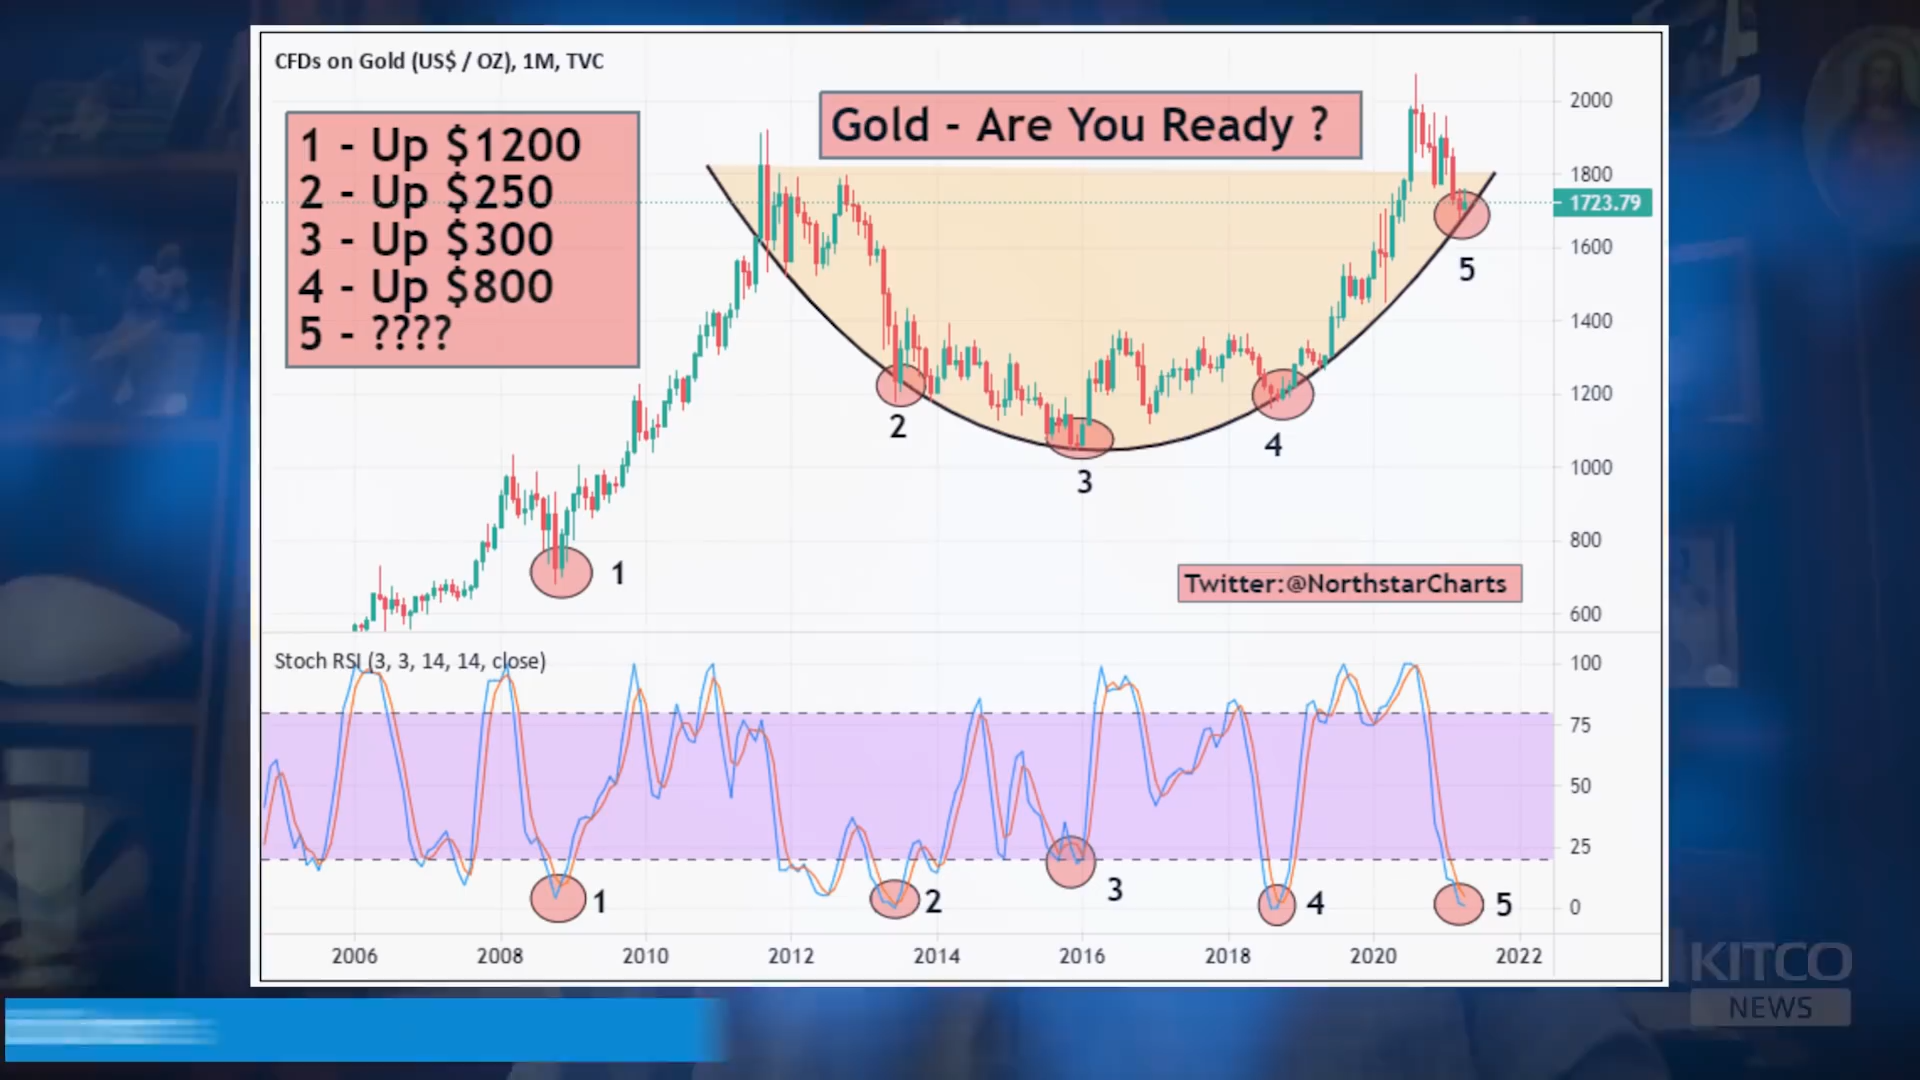 CFDs on Gold (US$ / OZ), 1M, TVC
Gold - Are You Ready ?
1 - Up $1200
2 - Up $250
3 - Up $300
4 - Up $800
5 - ????
2000
1800
1723.79
1600
1400
1200
1000
800
600
1
2
3
4
5
Twitter:@NorthstarCharts
Stoch RSI (3, 3, 14, 14, close)
100
75
50
25
0
1
2
3
4
5
2006 2008 2010 2012 2014 2016 2018 2020 2022
KITCO
NEWS